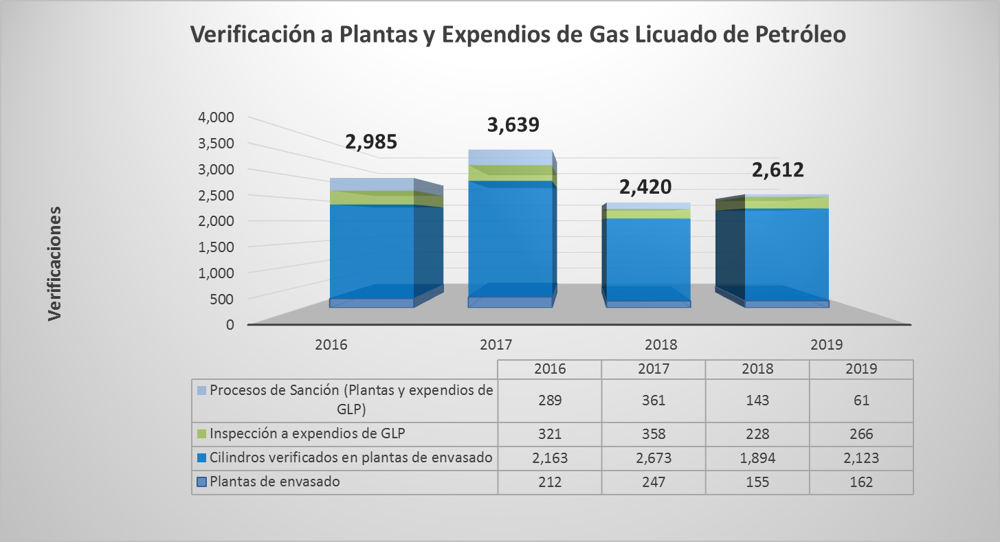 Verificación a Plantas y Expendios de Gas Licuado de Petróleo
Verificaciones
4,000
3,500
3,000
2,500
2,000
1,500
1,000
500
0
2,985
3,639
2,420
2,612
2016 2017 2018 2019
2016 2017 2018 2019
Procesos de Sanción (Plantas y expendios de
GLP) 289 361 143 61
Inspección a expendios de GLP 321 358 228 266
Cilindros verificados en plantas de envasado 2,163 2,673 1,894 2,123
Plantas de envasado 212 247 155 162